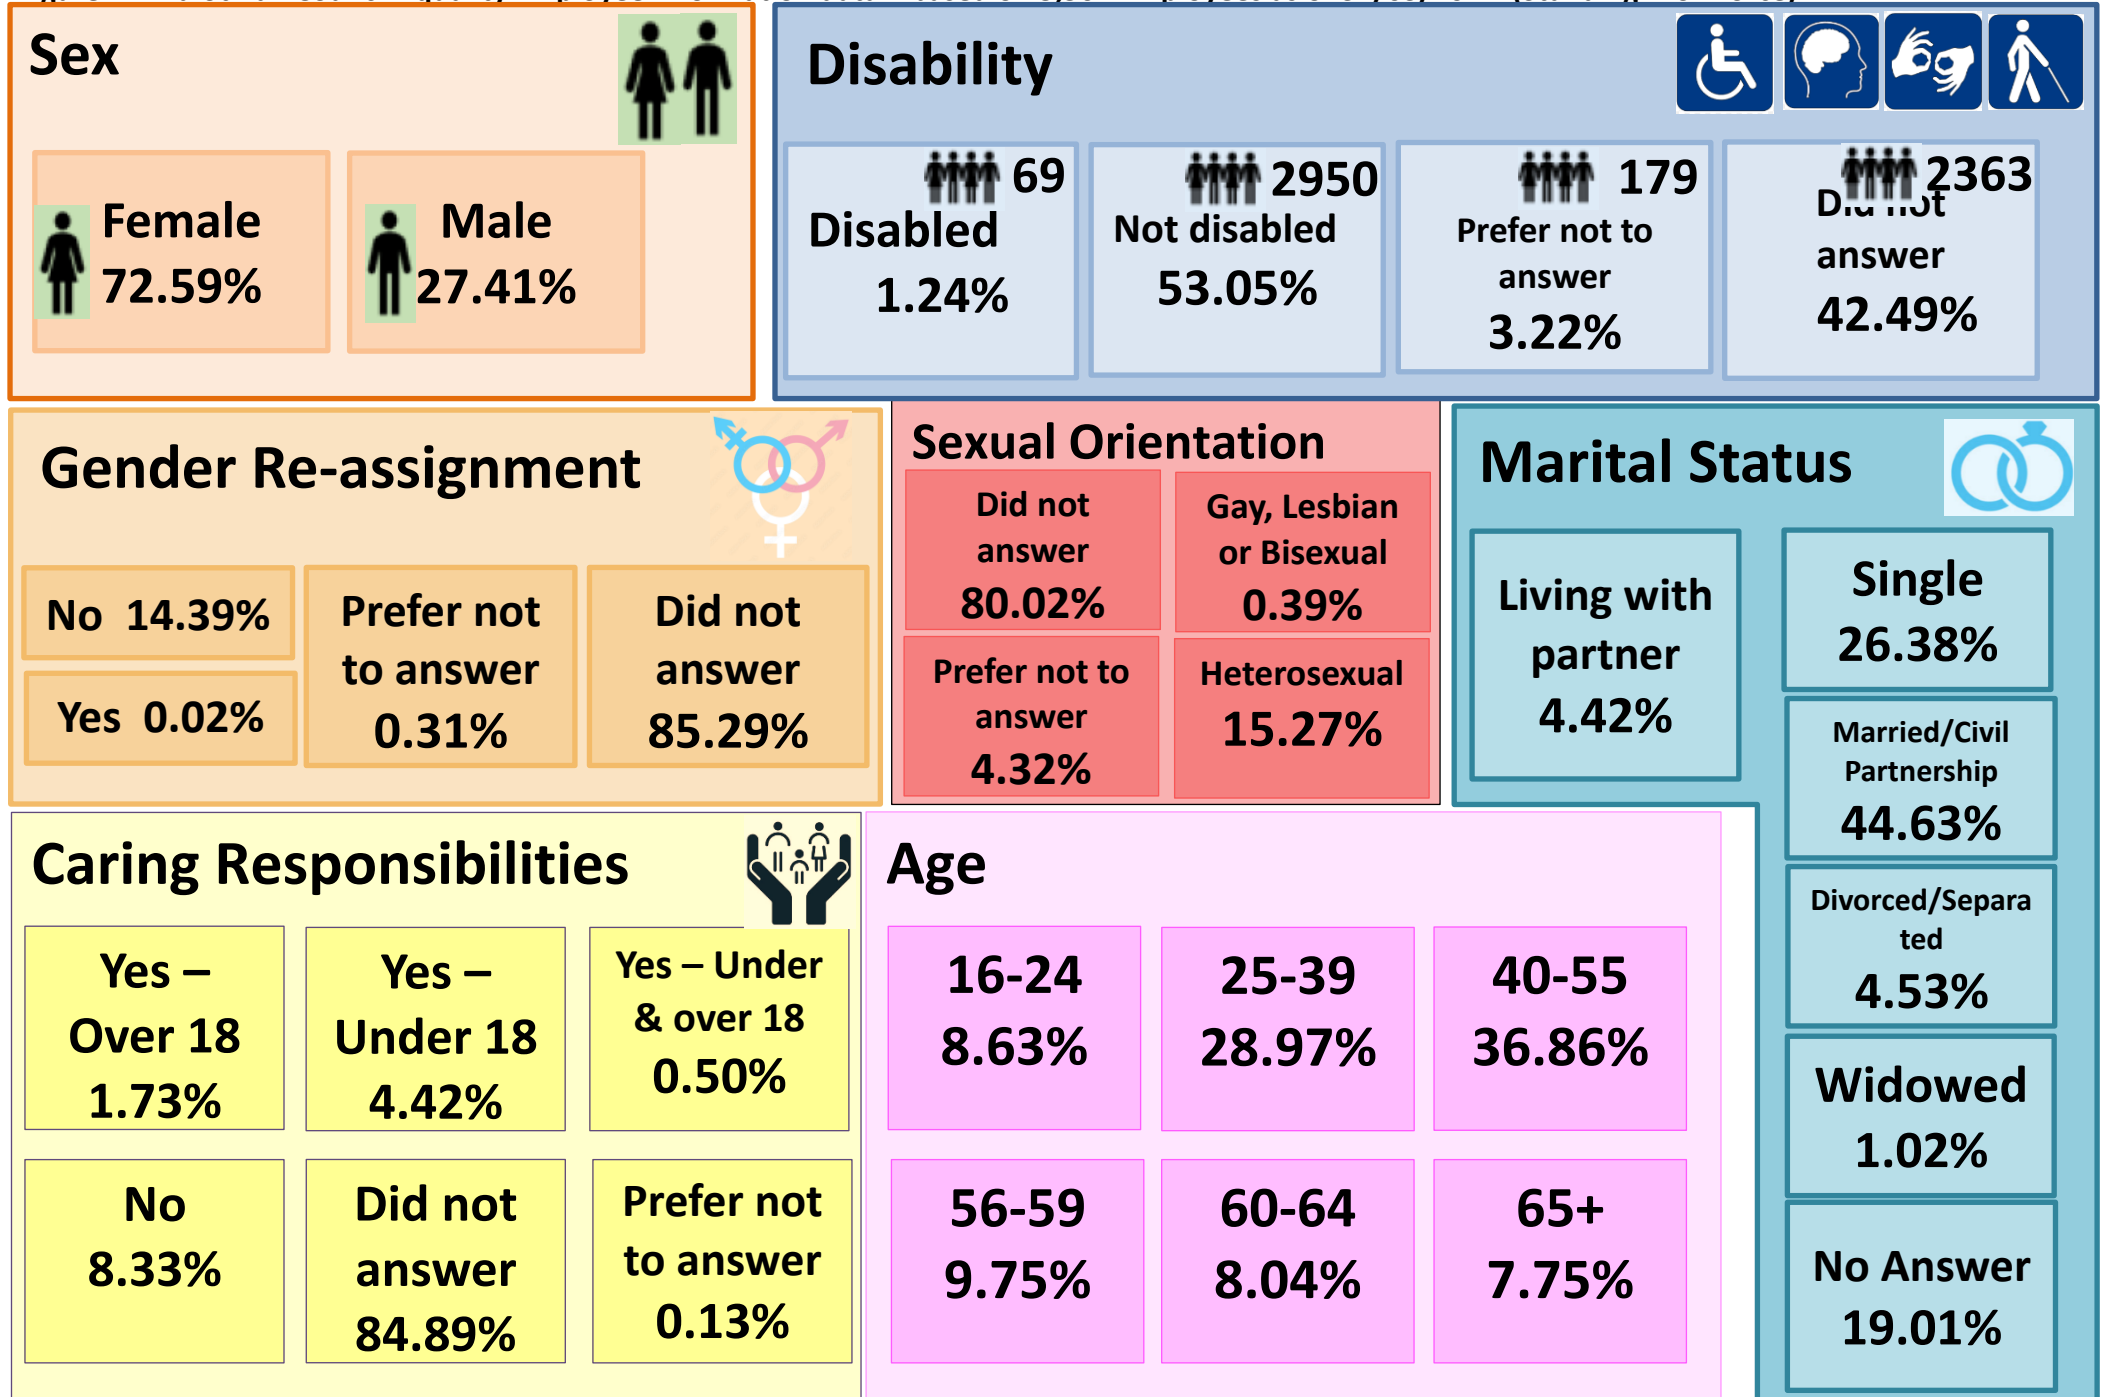 Sex
Female
72.59%
Male
27.41%
Disability
69
Disabled
1.24%
2950
Not disabled
53.05%
179
Prefer not to
answer
3.22%
2363
Did not
answer
42.49%
Gender Re-assignment
No 14.39%
Yes 0.02%
Prefer not
to answer
0.31%
Did not
answer
85.29%
Sexual Orientation
Did not
answer
80.02%
Gay, Lesbian
or Bisexual
0.39%
Prefer not to
answer
4.32%
Heterosexual
15.27%
Marital Status
Living with
partner
4.42%
Single
26.38%
Married/Civil
Partnership
44.63%
Divorced/Separa
ted
4.53%
Widowed
1.02%
No Answer
19.01%
Caring Responsibilities
Yes –
Over 18
1.73%
Yes –
Under 18
4.42%
Yes – Under
& over 18
0.50%
No
8.33%
Did not
answer
84.89%
Prefer not
to answer
0.13%
Age
16-24
8.63%
25-39
28.97%
40-55
36.86%
56-59
9.75%
60-64
8.04%
65+
7.75%